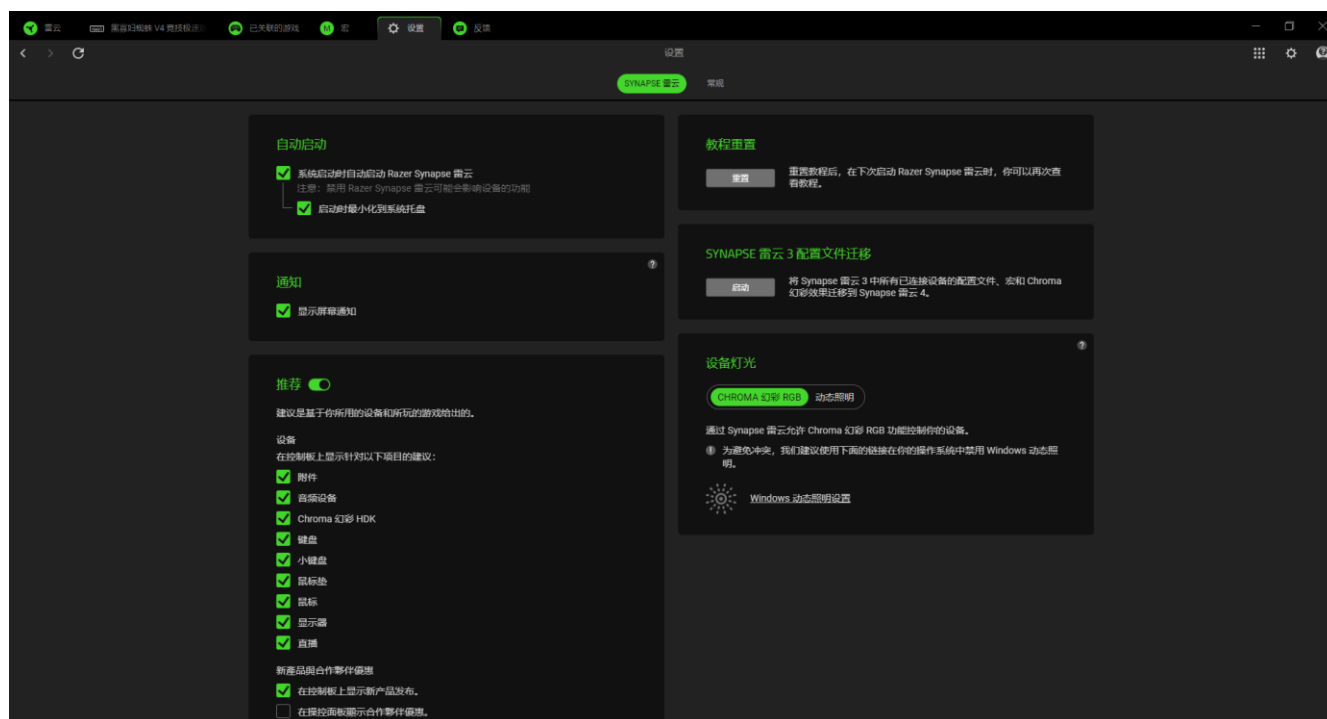 雷云
黑寡妇蜘蛛 V4 竞技极速
已关联的游戏
M
宏
设置
反馈
设置
SYNAPSE 雷云
常规
自动启动
系统启动时自动启动 Razer Synapse 雷云
注意：禁用 Razer Synapse 雷云可能会影响设备的功能
启动时最小化到系统托盘
通知
显示屏幕通知
推荐
建议是基于你所用的设备和所玩的游戏给出的。
设备
在控制板上显示针对以下项目的建议：
附件
音频设备
Chroma 幻彩 HDK
键盘
小键盘
鼠标垫
鼠标
显示器
直播
新產品與合作夥伴優惠
在控制板上显示新产品发布。
在操控面板顯示合作夥伴優惠。
教程重置
重置
重置教程后，在下次启动 Razer Synapse 雷云时，你可以再次查
看教程。
SYNAPSE 雷云 3 配置文件迁移
启动
将 Synapse 雷云 3 中所有已连接设备的配置文件、宏和 Chroma
幻彩效果迁移到 Synapse 雷云 4。
设备灯光
CHROMA 幻彩 RGB
动态照明
通过 Synapse 雷云允许 Chroma 幻彩 RGB 功能控制你的设备。
为避免冲突，我们建议使用下面的链接在你的操作系统中禁用 Windows 动态照
明。
Windows 动态照明设置